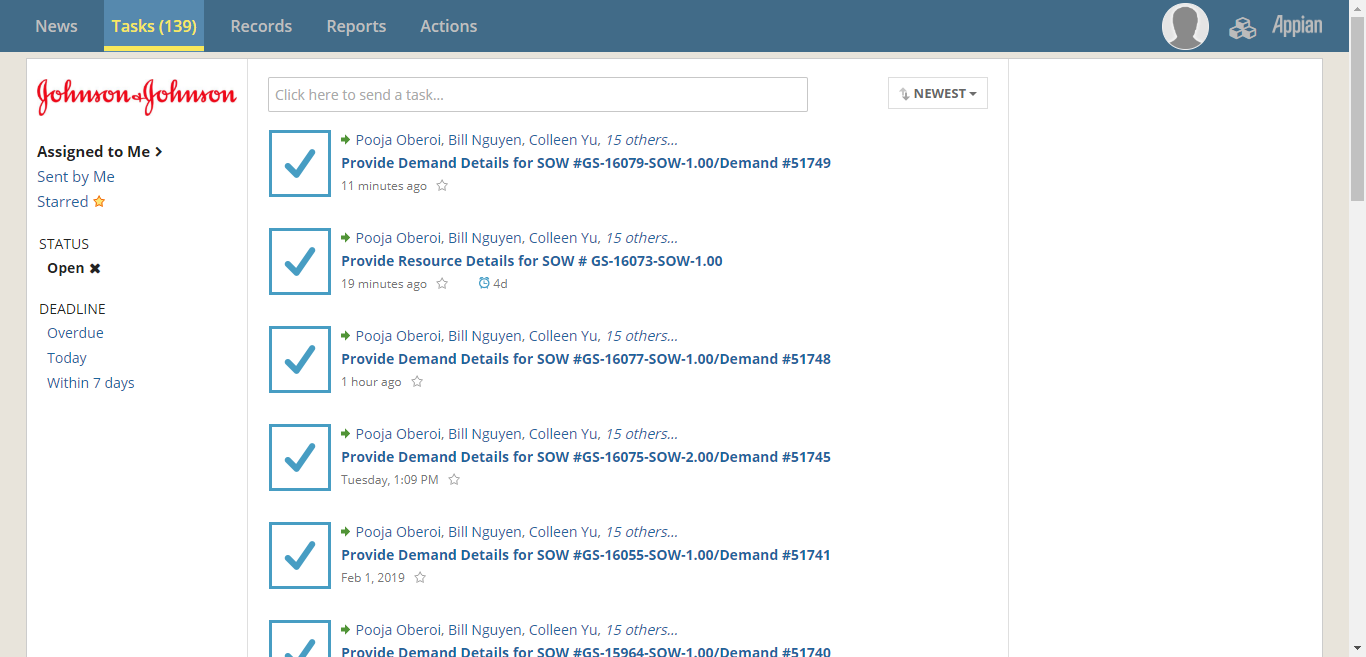 News Tasks (139) Records Reports Actions Appian
Johnson & Johnson
Assigned to Me
Sent by Me
Starred
STATUS
Open
DEADLINE
Overdue
Today
Within 7 days
Click here to send a task...
NEWEST
Pooja Oberoi, Bill Nguyen, Colleen Yu, 15 others...
Provide Demand Details for SOW #GS-16079-SOW-1.00/Demand #51749
11 minutes ago
Pooja Oberoi, Bill Nguyen, Colleen Yu, 15 others...
Provide Resource Details for SOW # GS-16073-SOW-1.00
19 minutes ago 4d
Pooja Oberoi, Bill Nguyen, Colleen Yu, 15 others...
Provide Demand Details for SOW #GS-16077-SOW-1.00/Demand #51748
1 hour ago
Pooja Oberoi, Bill Nguyen, Colleen Yu, 15 others...
Provide Demand Details for SOW #GS-16075-SOW-2.00/Demand #51745
Tuesday, 1:09 PM
Pooja Oberoi, Bill Nguyen, Colleen Yu, 15 others...
Provide Demand Details for SOW #GS-16055-SOW-1.00/Demand #51741
Feb 1, 2019
Pooja Oberoi, Bill Nguyen, Colleen Yu, 15 others...
Provide Demand Details for SOW #GS-15964-SOW-1.00/Demand #51740